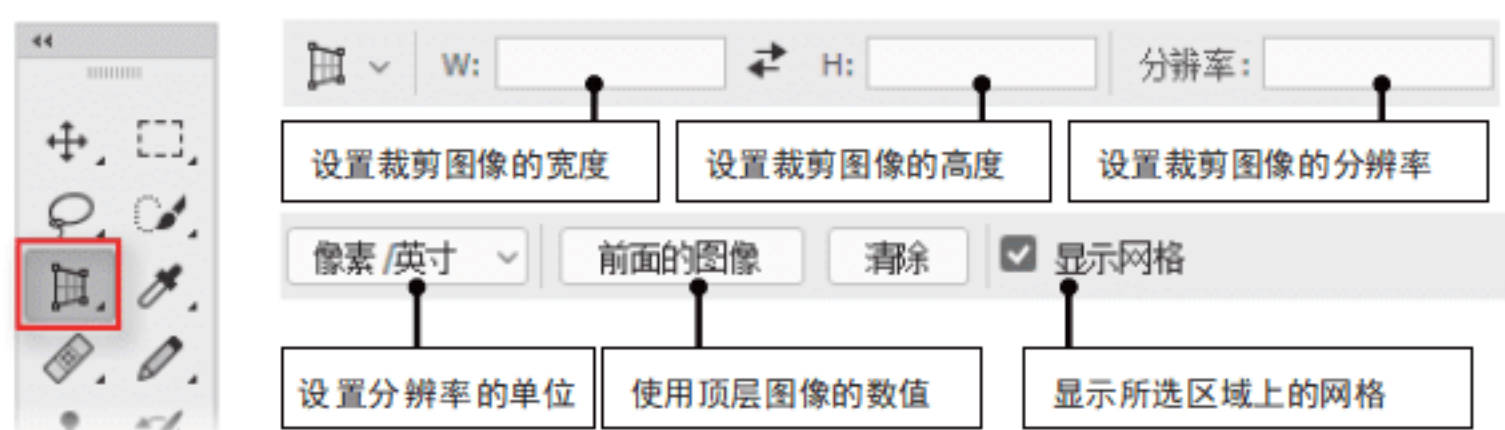 W:
H:
分辨率:
设置裁剪图像的宽度
设置裁剪图像的高度
设置裁剪图像的分辨率
像素/英寸
前面的图像
清除
显示网格
设置分辨率的单位
使用顶层图像的数值
显示所选区域上的网格